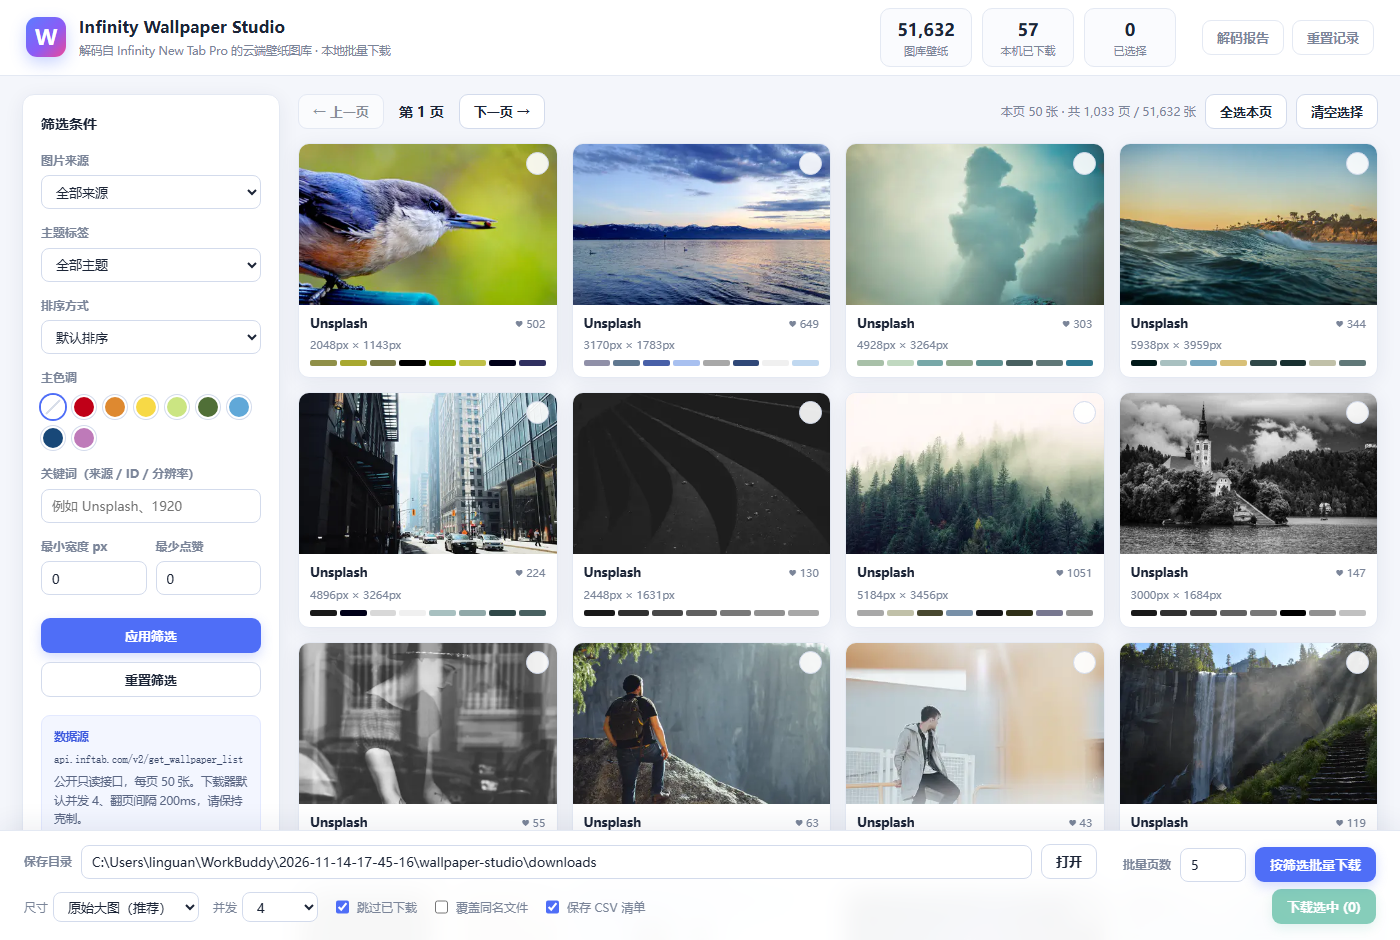 W
Infinity Wallpaper Studio
解码自 Infinity New Tab Pro 的云端壁纸图库 · 本地批量下载
51,632
图库壁纸
57
本机已下载
0
已选择
解码报告
重置记录
筛选条件
图片来源
全部来源
主题标签
全部主题
排序方式
默认排序
主色调
关键词（来源 / ID / 分辨率）
例如 Unsplash、1920
最小宽度 px
最少点赞
0
0
应用筛选
重置筛选
数据源
api.inftab.com/v2/get_wallpaper_list
公开只读接口，每页 50 张。下载器默
认并发 4、翻页间隔 200ms，请保持
克制。
← 上一页
第 1 页
下一页 →
本页 50 张 · 共 1,033 页 / 51,632 张
全选本页
清空选择
Unsplash
♥ 502
2048px × 1143px
Unsplash
♥ 649
3170px × 1783px
Unsplash
♥ 303
4928px × 3264px
Unsplash
♥ 344
5938px × 3959px
Unsplash
♥ 224
4896px × 3264px
Unsplash
♥ 130
2448px × 1631px
Unsplash
♥ 1051
5184px × 3456px
Unsplash
♥ 147
3000px × 1684px
Unsplash
♥ 55
Unsplash
♥ 63
Unsplash
♥ 43
Unsplash
♥ 119
保存目录
C:\Users\linguan\WorkBuddy\2026-11-14-17-45-16\wallpaper-studio\downloads
打开
批量页数
5
按筛选批量下载
尺寸
原始大图（推荐）
并发
4
跳过已下载
覆盖同名文件
保存 CSV 清单
下载选中 (0)